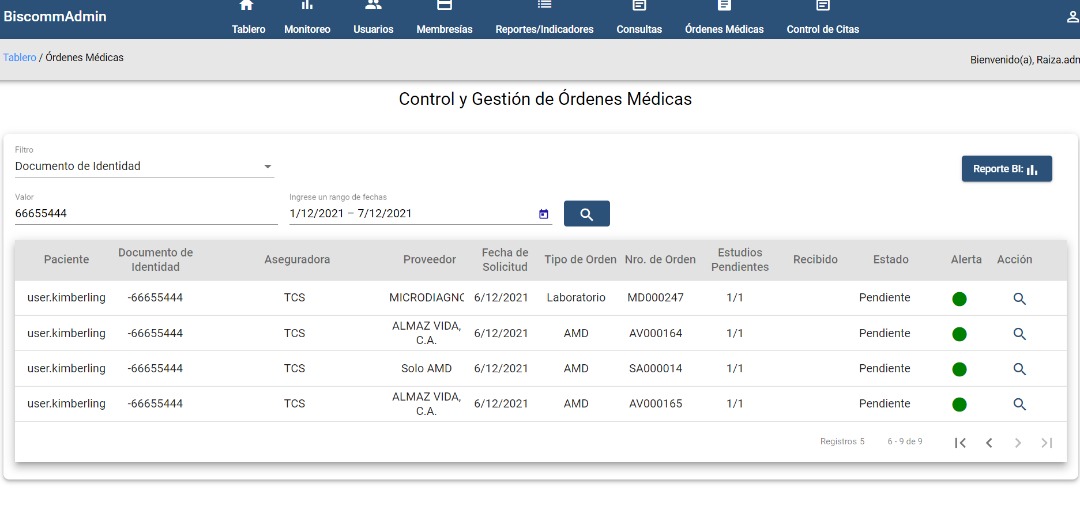 BiscommAdmin
Tablero Monitoreo Usuarios Membresías Reportes/Indicadores Consultas Órdenes Médicas Control de Citas
Tablero / Órdenes Médicas
Bienvenido(a), Raiza.adn
Control y Gestión de Órdenes Médicas
Filtro
Documento de Identidad
Reporte BI:
Valor
Ingrese un rango de fechas
66655444
1/12/2021 – 7/12/2021
Paciente Documento de Identidad Aseguradora Proveedor Fecha de Solicitud Tipo de Orden Nro. de Orden Estudios Pendientes Recibido Estado Alerta Acción
user.kimberling -66655444 TCS MICRODIAGNC 6/12/2021 Laboratorio MD000247 1/1 Pendiente
user.kimberling -66655444 TCS ALMAZ VIDA, C.A. 6/12/2021 AMD AV000164 1/1 Pendiente
user.kimberling -66655444 TCS Solo AMD 6/12/2021 AMD SA000014 1/1 Pendiente
user.kimberling -66655444 TCS ALMAZ VIDA, C.A. 6/12/2021 AMD AV000165 1/1 Pendiente
Registros 5 6 - 9 de 9